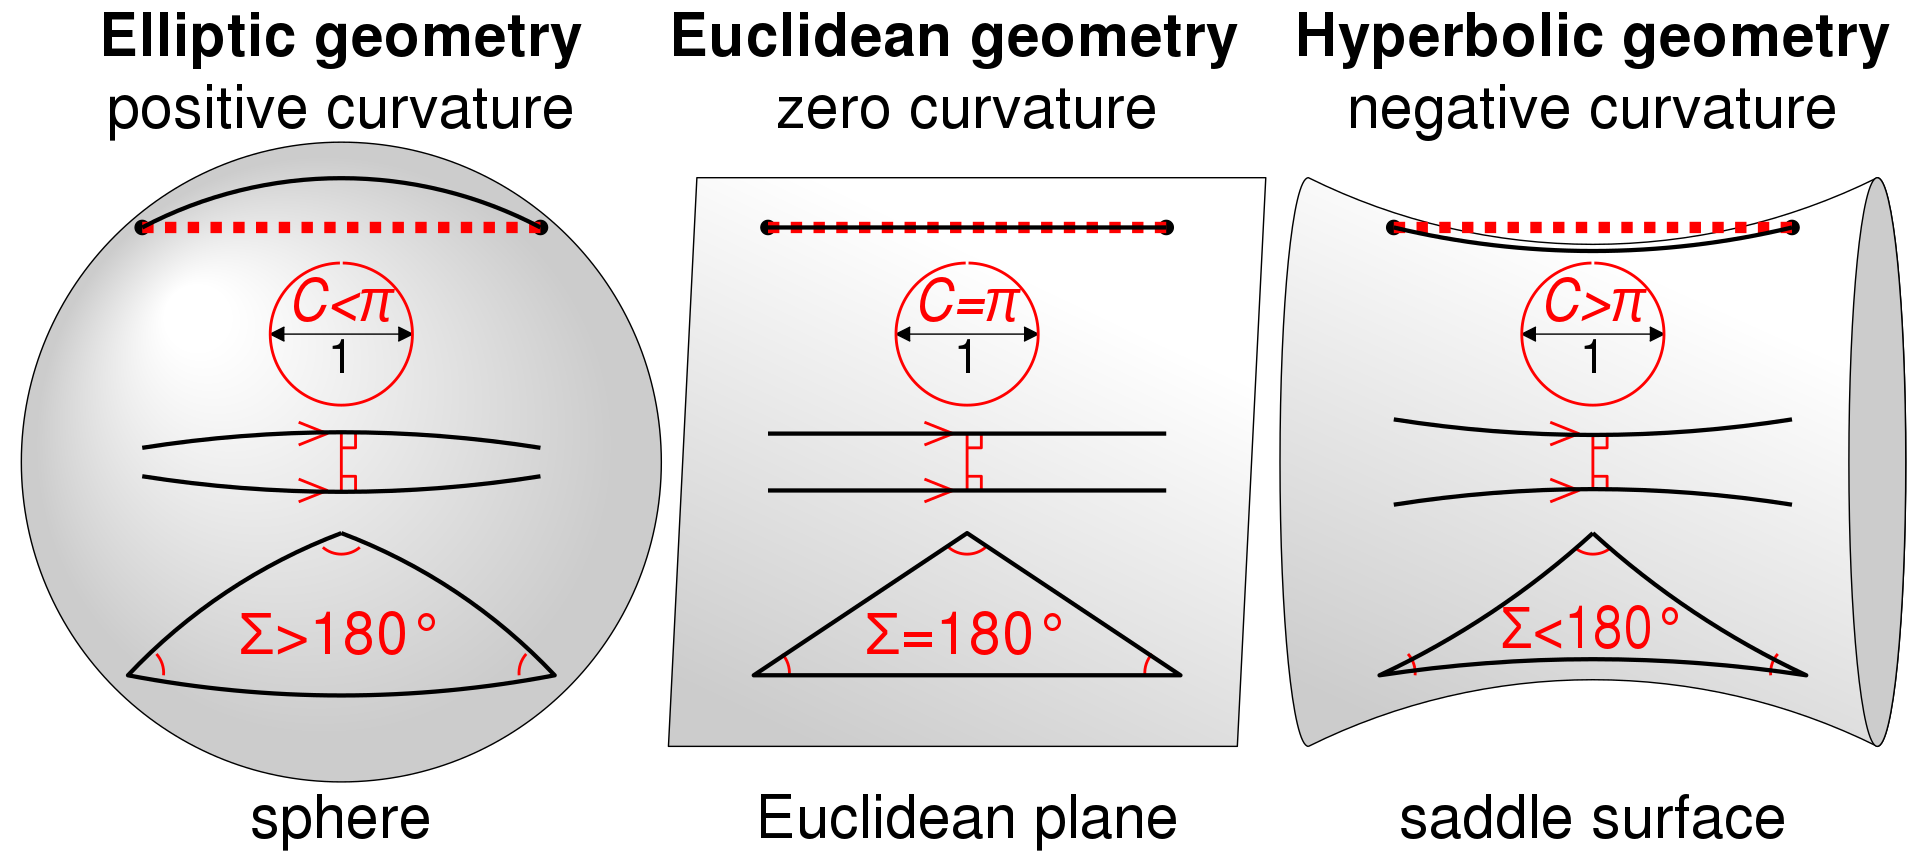 Elliptic geometry
positive curvature
C<π
1
Σ>180°
sphere
Euclidean geometry
zero curvature
C=π
1
Σ=180°
Euclidean plane
Hyperbolic geometry
negative curvature
C>π
1
Σ<180°
saddle surface